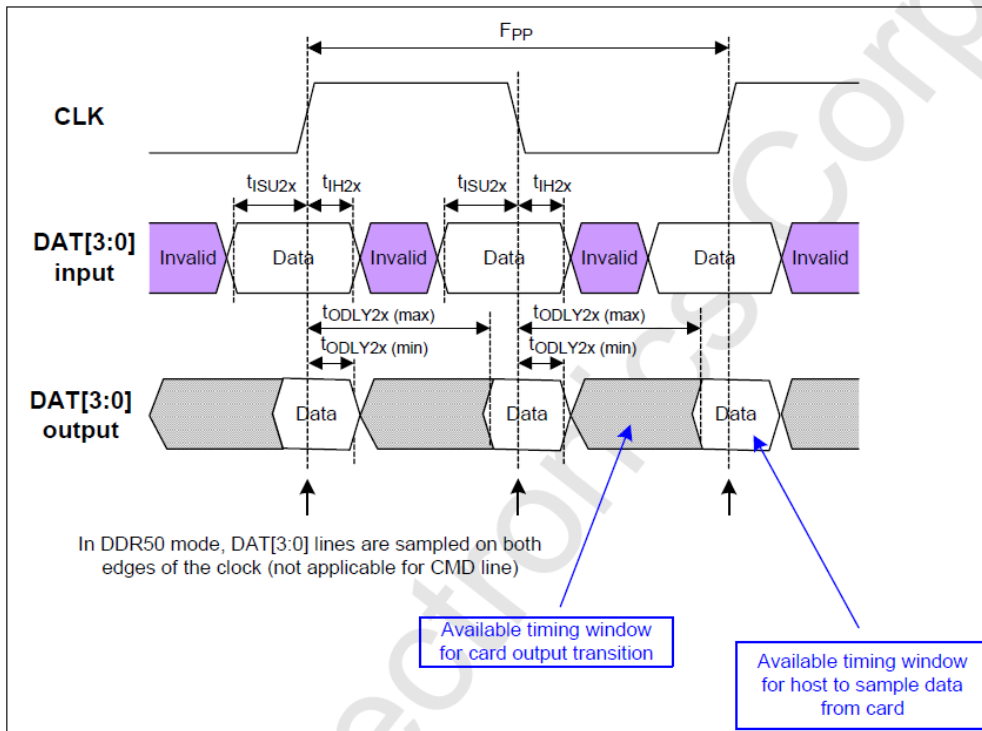 FPP
CLK
tISU2x tIH2x tISU2x tIH2x
DAT[3:0]
input
Invalid Data Invalid Data Invalid Data Invalid
tODLY2x (max) tODLY2x (max)
tODLY2x (min) tODLY2x (min)
DAT[3:0]
output
Data Data Data
In DDR50 mode, DAT[3:0] lines are sampled on both
edges of the clock (not applicable for CMD line)
Available timing window
for card output transition
Available timing window
for host to sample data
from card
ectronics Corp